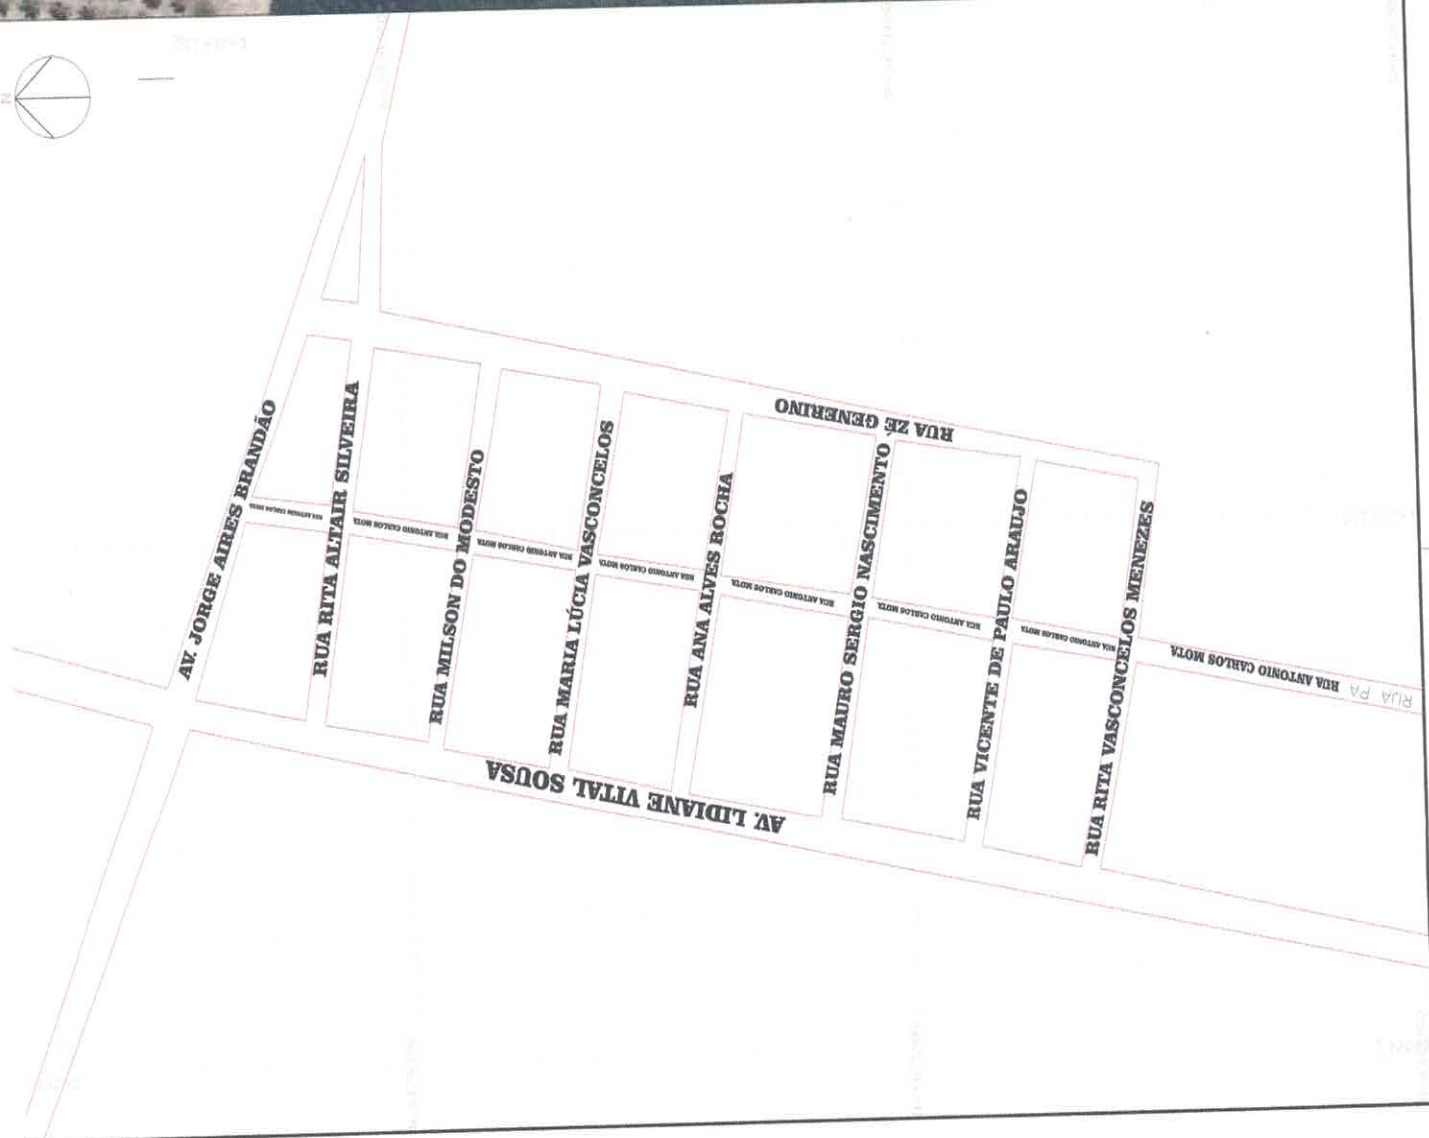 N
AV. JORGE AIRES BRANDÃO
RUA RITA ALTAIR SILVEIRA
RUA MILSON DO MODESTO
RUA MARIA LÚCIA VASCONCELOS
RUA ANA ALVES ROCHA
RUA MAURO SERGIO NASCIMENTO
RUA VICENTE DE PAULO ARAUJO
RUA RITA VASCONCELOS MENEZES
RUA ZÉ GENERINO
RUA ANTONIO CARLOS MOTA
RUA ANTONIO CARLOS MOTA
RUA ANTONIO CARLOS MOTA
RUA ANTONIO CARLOS MOTA
RUA ANTONIO CARLOS MOTA
RUA ANTONIO CARLOS MOTA
RUA ANTONIO CARLOS MOTA
RUA ANTONIO CARLOS MOTA
RUA PA
AV. LIDIANE VITAL SOUSA